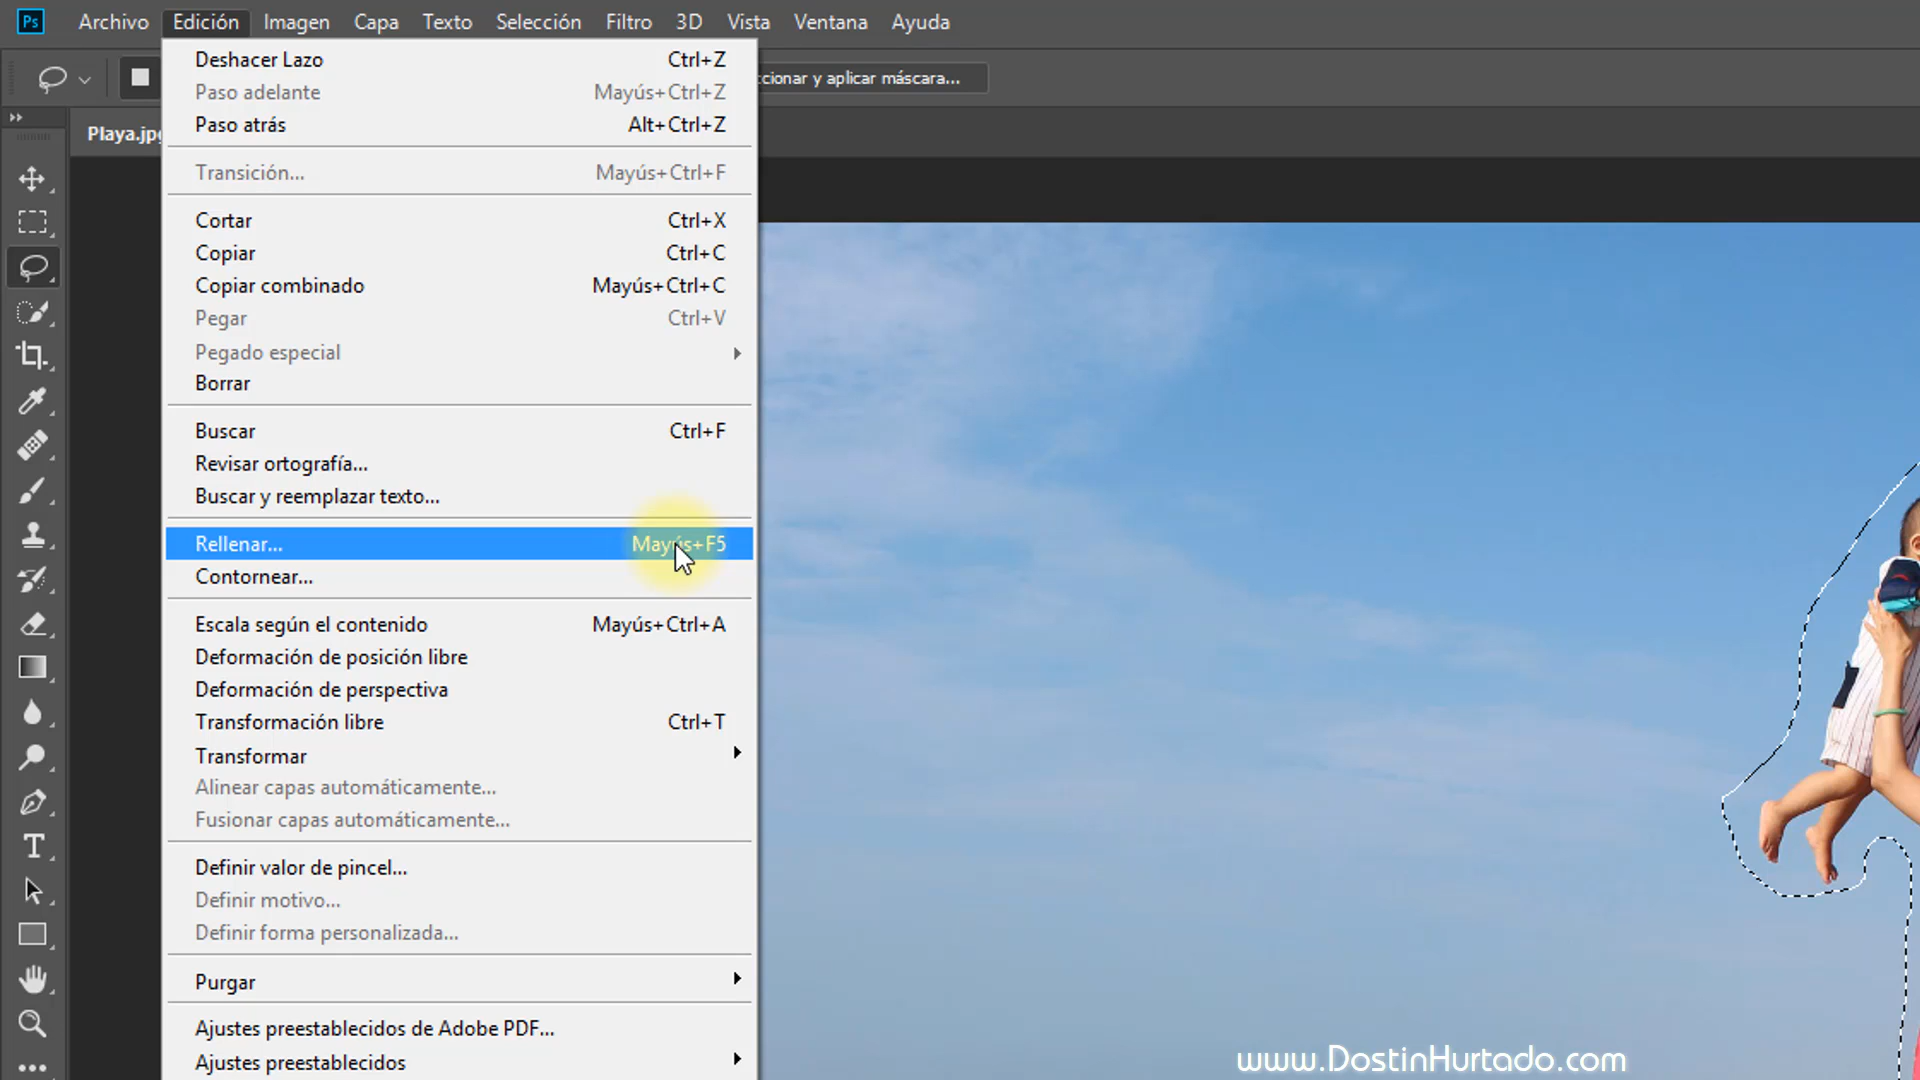 Ps Archivo Edición Imagen Capa Texto Selección Filtro 3D Vista Ventana Ayuda
ccionar y aplicar máscara...
Playa.jpg
Deshacer Lazo Ctrl+Z
Paso adelante Mayús+Ctrl+Z
Paso atrás Alt+Ctrl+Z
Transición... Mayús+Ctrl+F
Cortar Ctrl+X
Copiar Ctrl+C
Copiar combinado Mayús+Ctrl+C
Pegar Ctrl+V
Pegado especial
Borrar
Buscar Ctrl+F
Revisar ortografía...
Buscar y reemplazar texto...
Rellenar... Mayús+F5
Contornear...
Escala según el contenido Mayús+Ctrl+A
Deformación de posición libre
Deformación de perspectiva
Transformación libre Ctrl+T
Transformar
Alinear capas automáticamente...
Fusionar capas automáticamente...
Definir valor de pincel...
Definir motivo...
Definir forma personalizada...
Purgar
Ajustes preestablecidos de Adobe PDF...
Ajustes preestablecidos
www.DostinHurtado.com